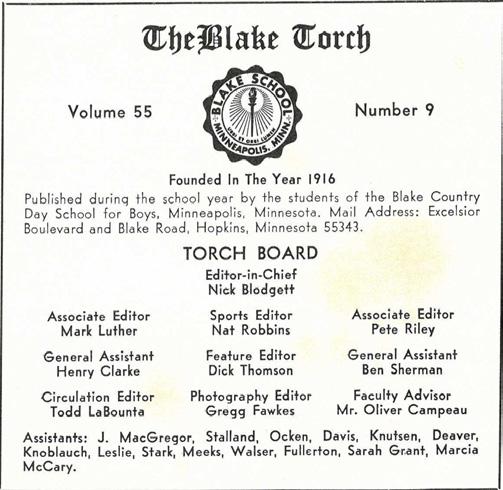 The Blake Torch
Volume 55
BLAKE SCHOOL
MINNEAPOLIS, MINN.
Number 9
Founded In The Year 1916
Published during the school year by the students of the Blake Country
Day School for Boys, Minneapolis, Minnesota. Mail Address: Excelsior
Boulevard and Blake Road, Hopkins, Minnesota 55343.
TORCH BOARD
Editor-in-Chief
Nick Blodgett
Associate Editor
Mark Luther
Sports Editor
Nat Robbins
Associate Editor
Pete Riley
General Assistant
Henry Clarke
Feature Editor
Dick Thomson
General Assistant
Ben Sherman
Circulation Editor
Todd LaBounta
Photography Editor
Gregg Fawkes
Faculty Advisor
Mr. Oliver Campeau
Assistants: J. MacGregor, Stalland, Ocken, Davis, Knutsen, Deaver,
Knoblauch, Leslie, Stark, Meeks, Walser, Fullerton, Sarah Grant, Marcia
McCary.